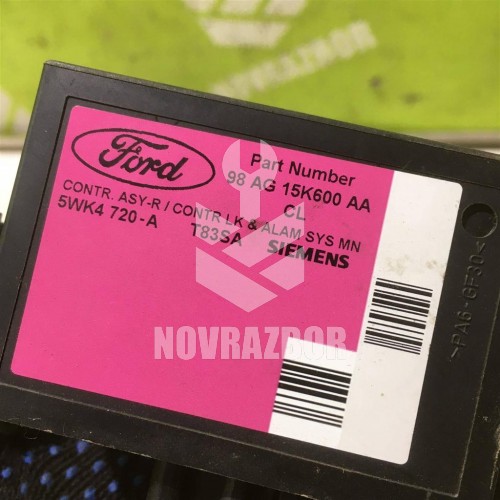 NOVRAZBOR
Ford
Part Number
98 AG 15K600 AA
CL
CONTR. ASY-R / CONTR LK & ALAM SYS MN
5WK4 720-A T83SA SIEMENS
>PA6-GF30<
NOVRAZBOR